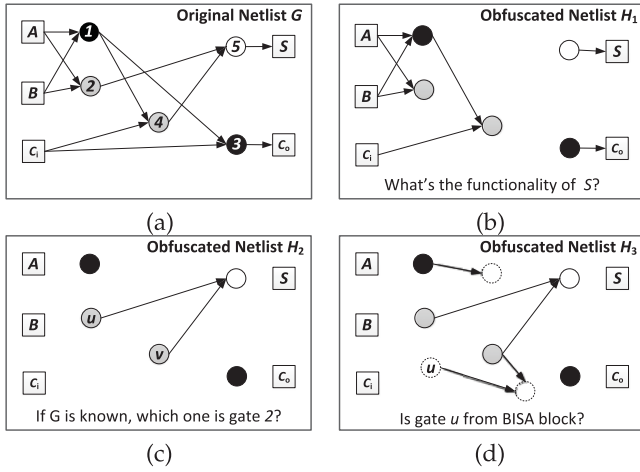 Original Netlist G
A
1
5
S
B
2
4
Ci
3
Co
(a)
Obfuscated Netlist H1
A
S
B
Ci
Co
What's the functionality of S?
(b)
Obfuscated Netlist H2
A
S
B
u
v
Ci
Co
If G is known, which one is gate 2?
(c)
Obfuscated Netlist H3
A
S
B
u
Ci
Co
Is gate u from BISA block?
(d)